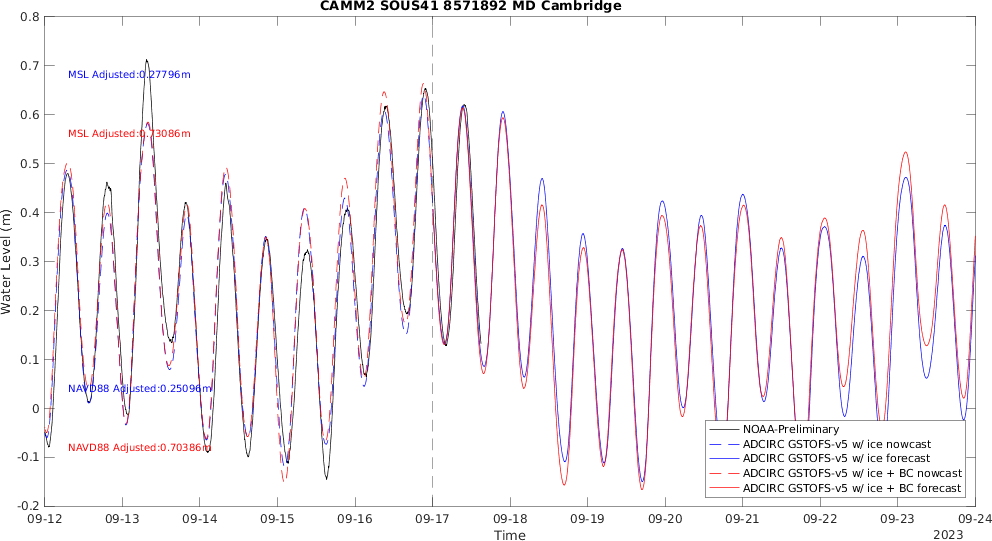 CAMM2 SOUS41 8571892 MD Cambridge
0.8
0.7
0.6
0.5
0.4
0.3
0.2
0.1
0
-0.1
-0.2
Water Level (m)
MSL Adjusted:0.27796m
MSL Adjusted:0.73086m
NAVD88 Adjusted:0.25096m
NAVD88 Adjusted:0.70386m
NOAA-Preliminary
ADCIRC GSTOFS-v5 w/ ice nowcast
ADCIRC GSTOFS-v5 w/ ice forecast
ADCIRC GSTOFS-v5 w/ ice + BC nowcast
ADCIRC GSTOFS-v5 w/ ice + BC forecast
09-12 09-13 09-14 09-15 09-16 09-17 09-18 09-19 09-20 09-21 09-22 09-23 09-24
Time
2023